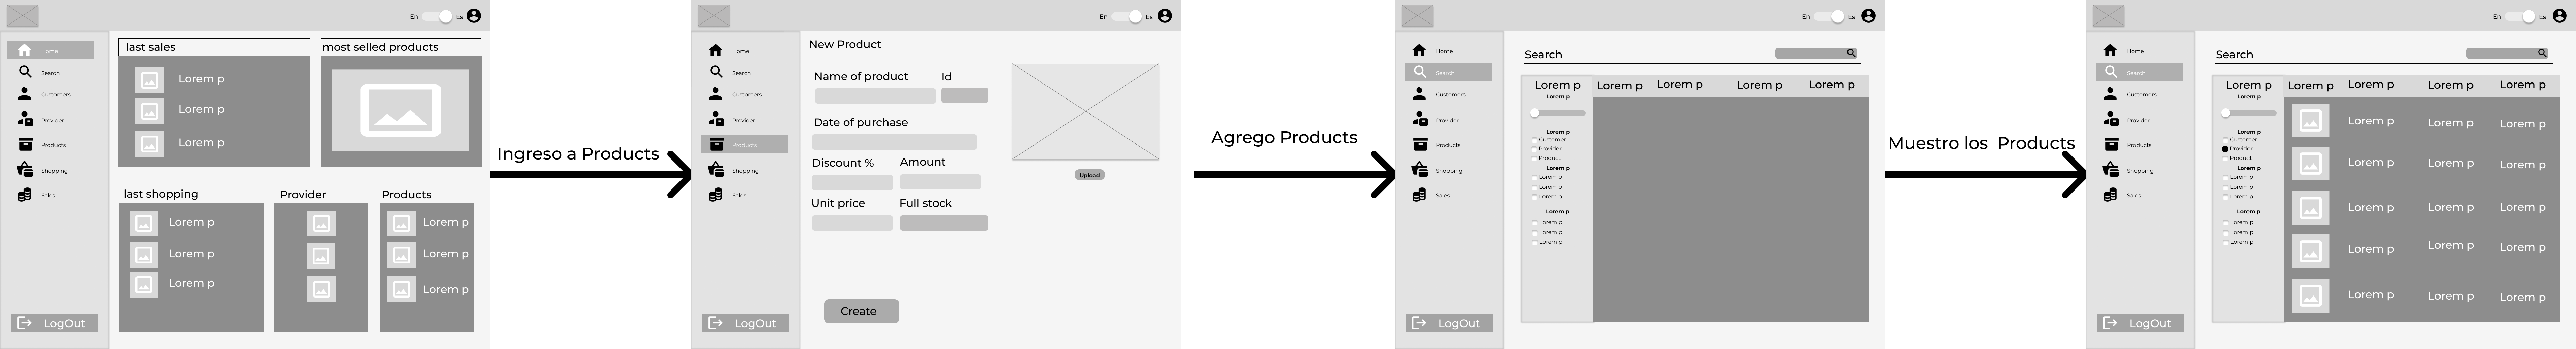 En Es
Home
Search
Customers
Provider
Products
Shopping
Sales
LogOut
last sales
Lorem p
Lorem p
Lorem p
most selled products
last shopping
Lorem p
Lorem p
Lorem p
Provider
Products
Lorem p
Lorem p
Lorem p
Ingreso a Products
En Es
Home
Search
Customers
Provider
Products
Shopping
Sales
LogOut
New Product
Name of product Id
Date of purchase
Discount % Amount
Unit price Full stock
Upload
Create
Agrego Products
En Es
Home
Search
Customers
Provider
Products
Shopping
Sales
LogOut
Search
Lorem p Lorem p Lorem p Lorem p Lorem p
Lorem p
Lorem p
Customer
Provider
Product
Lorem p
Lorem p
Lorem p
Lorem p
Lorem p
Lorem p
Lorem p
Lorem p
Muestro los Products
En Es
Home
Search
Customers
Provider
Products
Shopping
Sales
LogOut
Search
Lorem p Lorem p Lorem p Lorem p Lorem p
Lorem p
Lorem p
Customer
Provider
Product
Lorem p
Lorem p
Lorem p
Lorem p
Lorem p
Lorem p
Lorem p
Lorem p
Lorem p Lorem p Lorem p
Lorem p Lorem p Lorem p
Lorem p Lorem p Lorem p
Lorem p Lorem p Lorem p
Lorem p Lorem p Lorem p